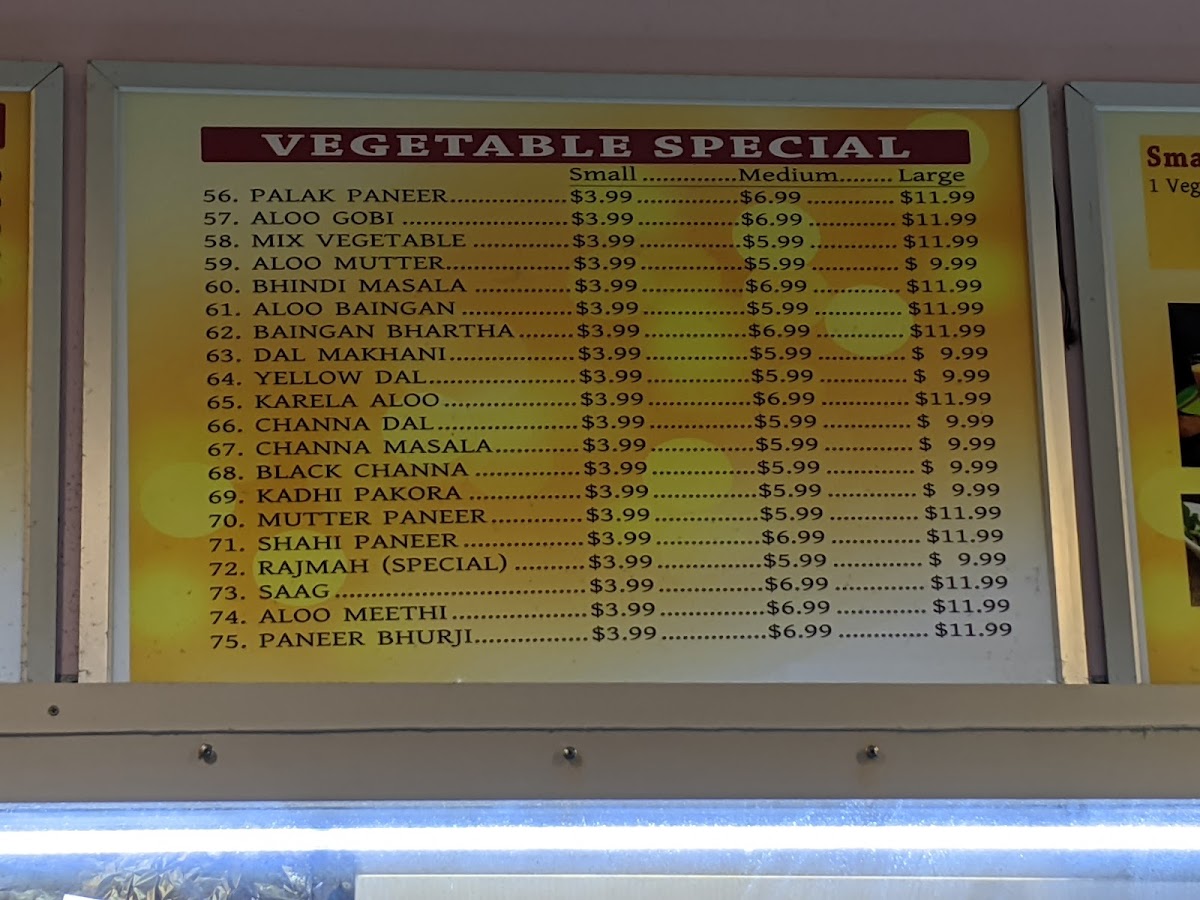 VEGETABLE SPECIAL
Small ..............Medium........ Large
56. PALAK PANEER..................$3.99 ...............$6.99 ............. $11.99
57. ALOO GOBI ..........................$3.99 ................$6.99 ............. $11.99
58. MIX VEGETABLE ...............$3.99 ................$5.99 ............. $11.99
59. ALOO MUTTER...................$3.99 ................$5.99 ............. $ 9.99
60. BHINDI MASALA ...............$3.99 ................$6.99 ............. $11.99
61. ALOO BAINGAN .................$3.99 ................$5.99 ............. $11.99
62. BAINGAN BHARTHA.........$3.99 ................$6.99 ............. $11.99
63. DAL MAKHANI...................$3.99 ................$5.99 ............. $ 9.99
64. YELLOW DAL.......................$3.99 ................$5.99 ............. $ 9.99
65. KARELA ALOO....................$3.99 ................$6.99 ............. $11.99
66. CHANNA DAL.....................$3.99 ................$5.99 ............. $ 9.99
67. CHANNA MASALA.............$3.99 ................$5.99 ............. $ 9.99
68. BLACK CHANNA ................$3.99 ................$5.99 ............. $ 9.99
69. KADHI PAKORA .................$3.99 ................$5.99 ............. $ 9.99
70. MUTTER PANEER..............$3.99 ................$5.99 ............. $11.99
71. SHAHI PANEER ..................$3.99 ................$6.99 ............. $11.99
72. RAJMAH (SPECIAL) ..........$3.99 ................$5.99 ............. $ 9.99
73. SAAG......................................$3.99 ................$6.99 ............. $11.99
74. ALOO MEETHI....................$3.99 ................$6.99 ............. $11.99
75. PANEER BHURJI.................$3.99 ................$6.99 ............. $11.99
1